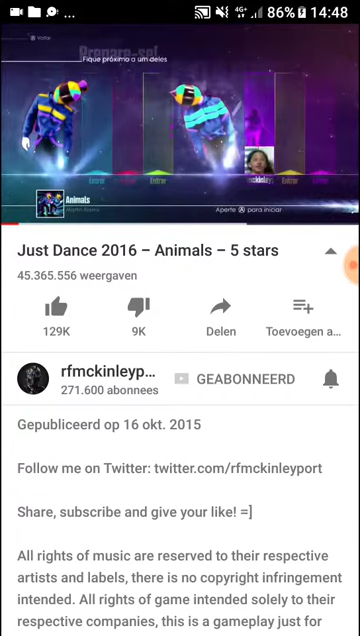 86% 14:48
Voltar
Prepare-se!
Fique próximo a um deles
Entrar
Animals
Martin Garrix
Aperte A para iniciar
Just Dance 2016 – Animals – 5 stars
45.365.556 weergaven
129K 9K Delen Toevoegen a...
rfmckinleyp... GEABONNEERD
271.600 abonnees
Gepubliceerd op 16 okt. 2015
Follow me on Twitter: twitter.com/rfmckinleyport
Share, subscribe and give your like! =]
All rights of music are reserved to their respective
artists and labels, there is no copyright infringement
intended. All rights of game intended solely to their
respective companies, this is a gameplay just for